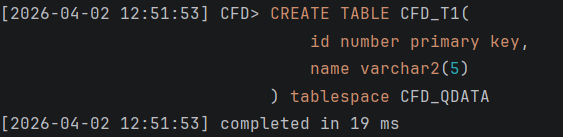 [2026-04-02 12:51:53] CFD> CREATE TABLE CFD_T1(
id number primary key,
name varchar2(5)
) tablespace CFD_QDATA
[2026-04-02 12:51:53] completed in 19 ms